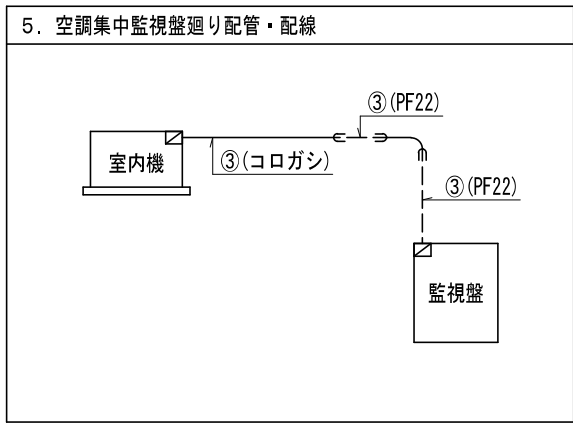 5. 空調集中監視盤廻り配管・配線
③(PF22)
室内機
③(コロガシ)
③(PF22)
監視盤